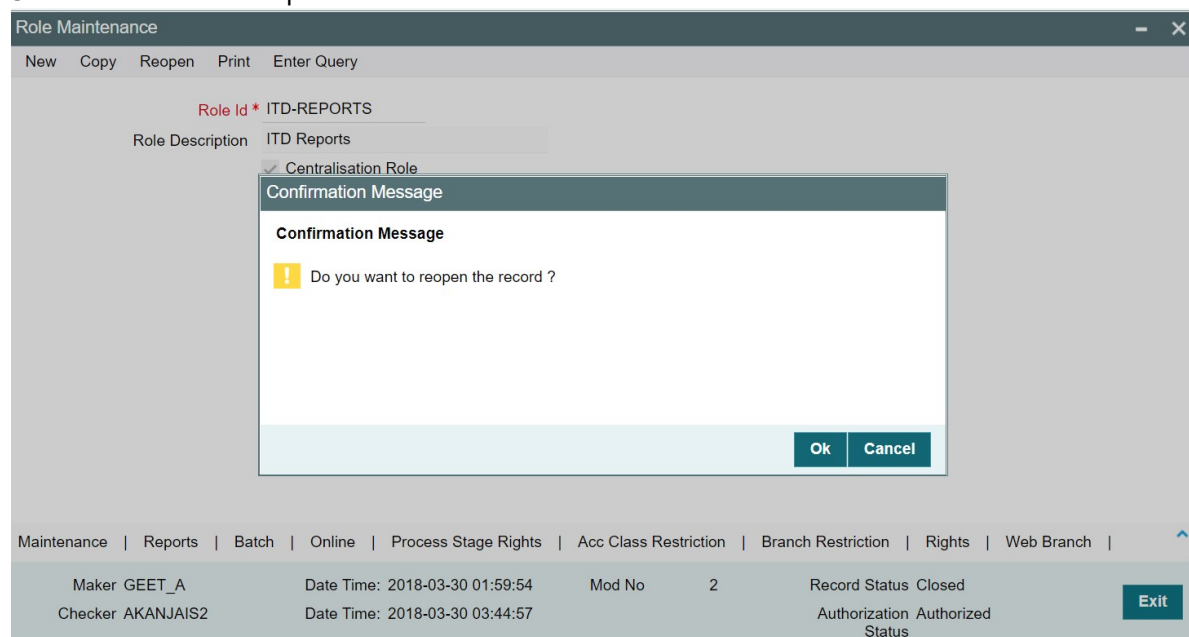 Role Maintenance
New Copy Reopen Print Enter Query
Role Id * ITD-REPORTS
Role Description ITD Reports
Centralisation Role
Confirmation Message
Confirmation Message
! Do you want to reopen the record ?
Ok Cancel
Maintenance | Reports | Batch | Online | Process Stage Rights | Acc Class Restriction | Branch Restriction | Rights | Web Branch |
Maker GEET_A Date Time: 2018-03-30 01:59:54 Mod No 2 Record Status Closed
Checker AKANJAIS2 Date Time: 2018-03-30 03:44:57 Authorization Authorized
Status
Exit